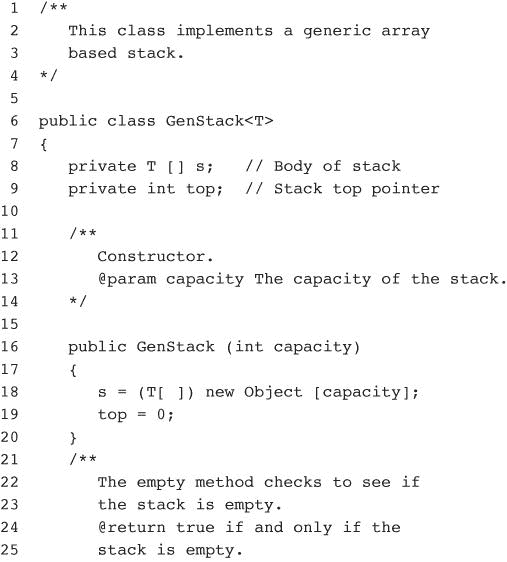 1 /**
2    This class implements a generic array
3    based stack.
4 */
5
6 public class GenStack<T>
7 {
8    private T [] s;   // Body of stack
9    private int top;  // Stack top pointer
10
11    /**
12       Constructor.
13       @param capacity The capacity of the stack.
14    */
15
16    public GenStack (int capacity)
17    {
18       s = (T[ ]) new Object [capacity];
19       top = 0;
20    }
21    /**
22       The empty method checks to see if
23       the stack is empty.
24       @return true if and only if the
25       stack is empty.